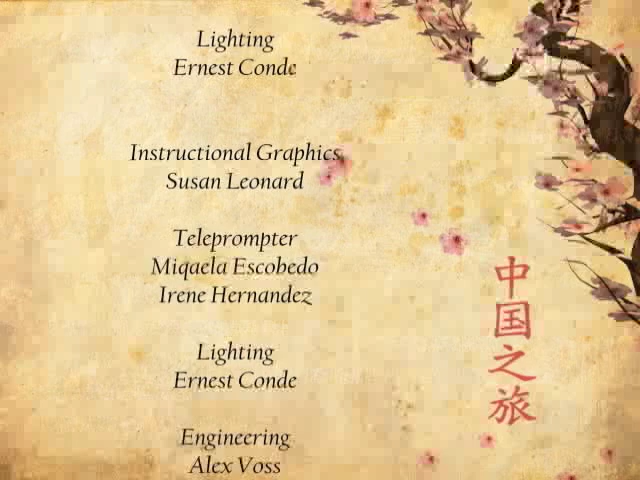 Lighting
Ernest Conde
Instructional Graphics
Susan Leonard
Teleprompter
Miqaela Escobedo
Irene Hernandez
Lighting
Ernest Conde
Engineering
Alex Voss
中国之旅